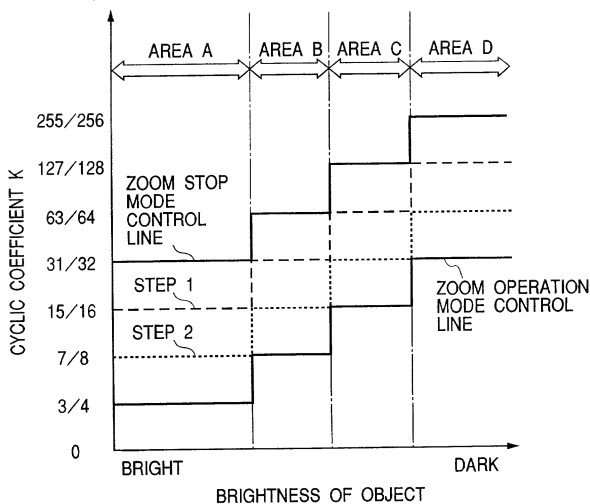 AREA A
AREA B
AREA C
AREA D
255/256
127/128
63/64
31/32
15/16
7/8
3/4
0
CYCLIC COEFFICIENT K
ZOOM STOP
MODE
CONTROL
LINE
STEP 1
STEP 2
ZOOM OPERATION
MODE CONTROL
LINE
BRIGHT
DARK
BRIGHTNESS OF OBJECT